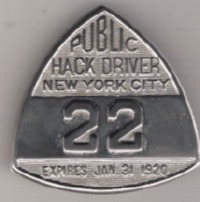 PUBLIC
HACK DRIVER
NEW YORK CITY
22
EXPIRES JAN 31 1920